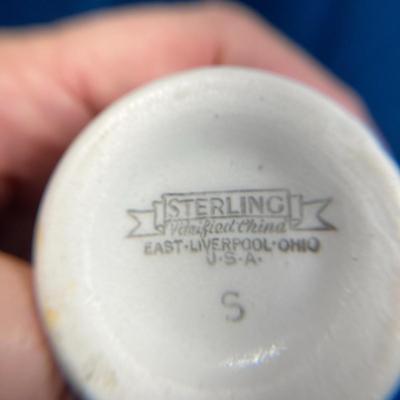 STERLING
Vitrified China
EAST·LIVERPOOL·OHIO
U·S·A·
S